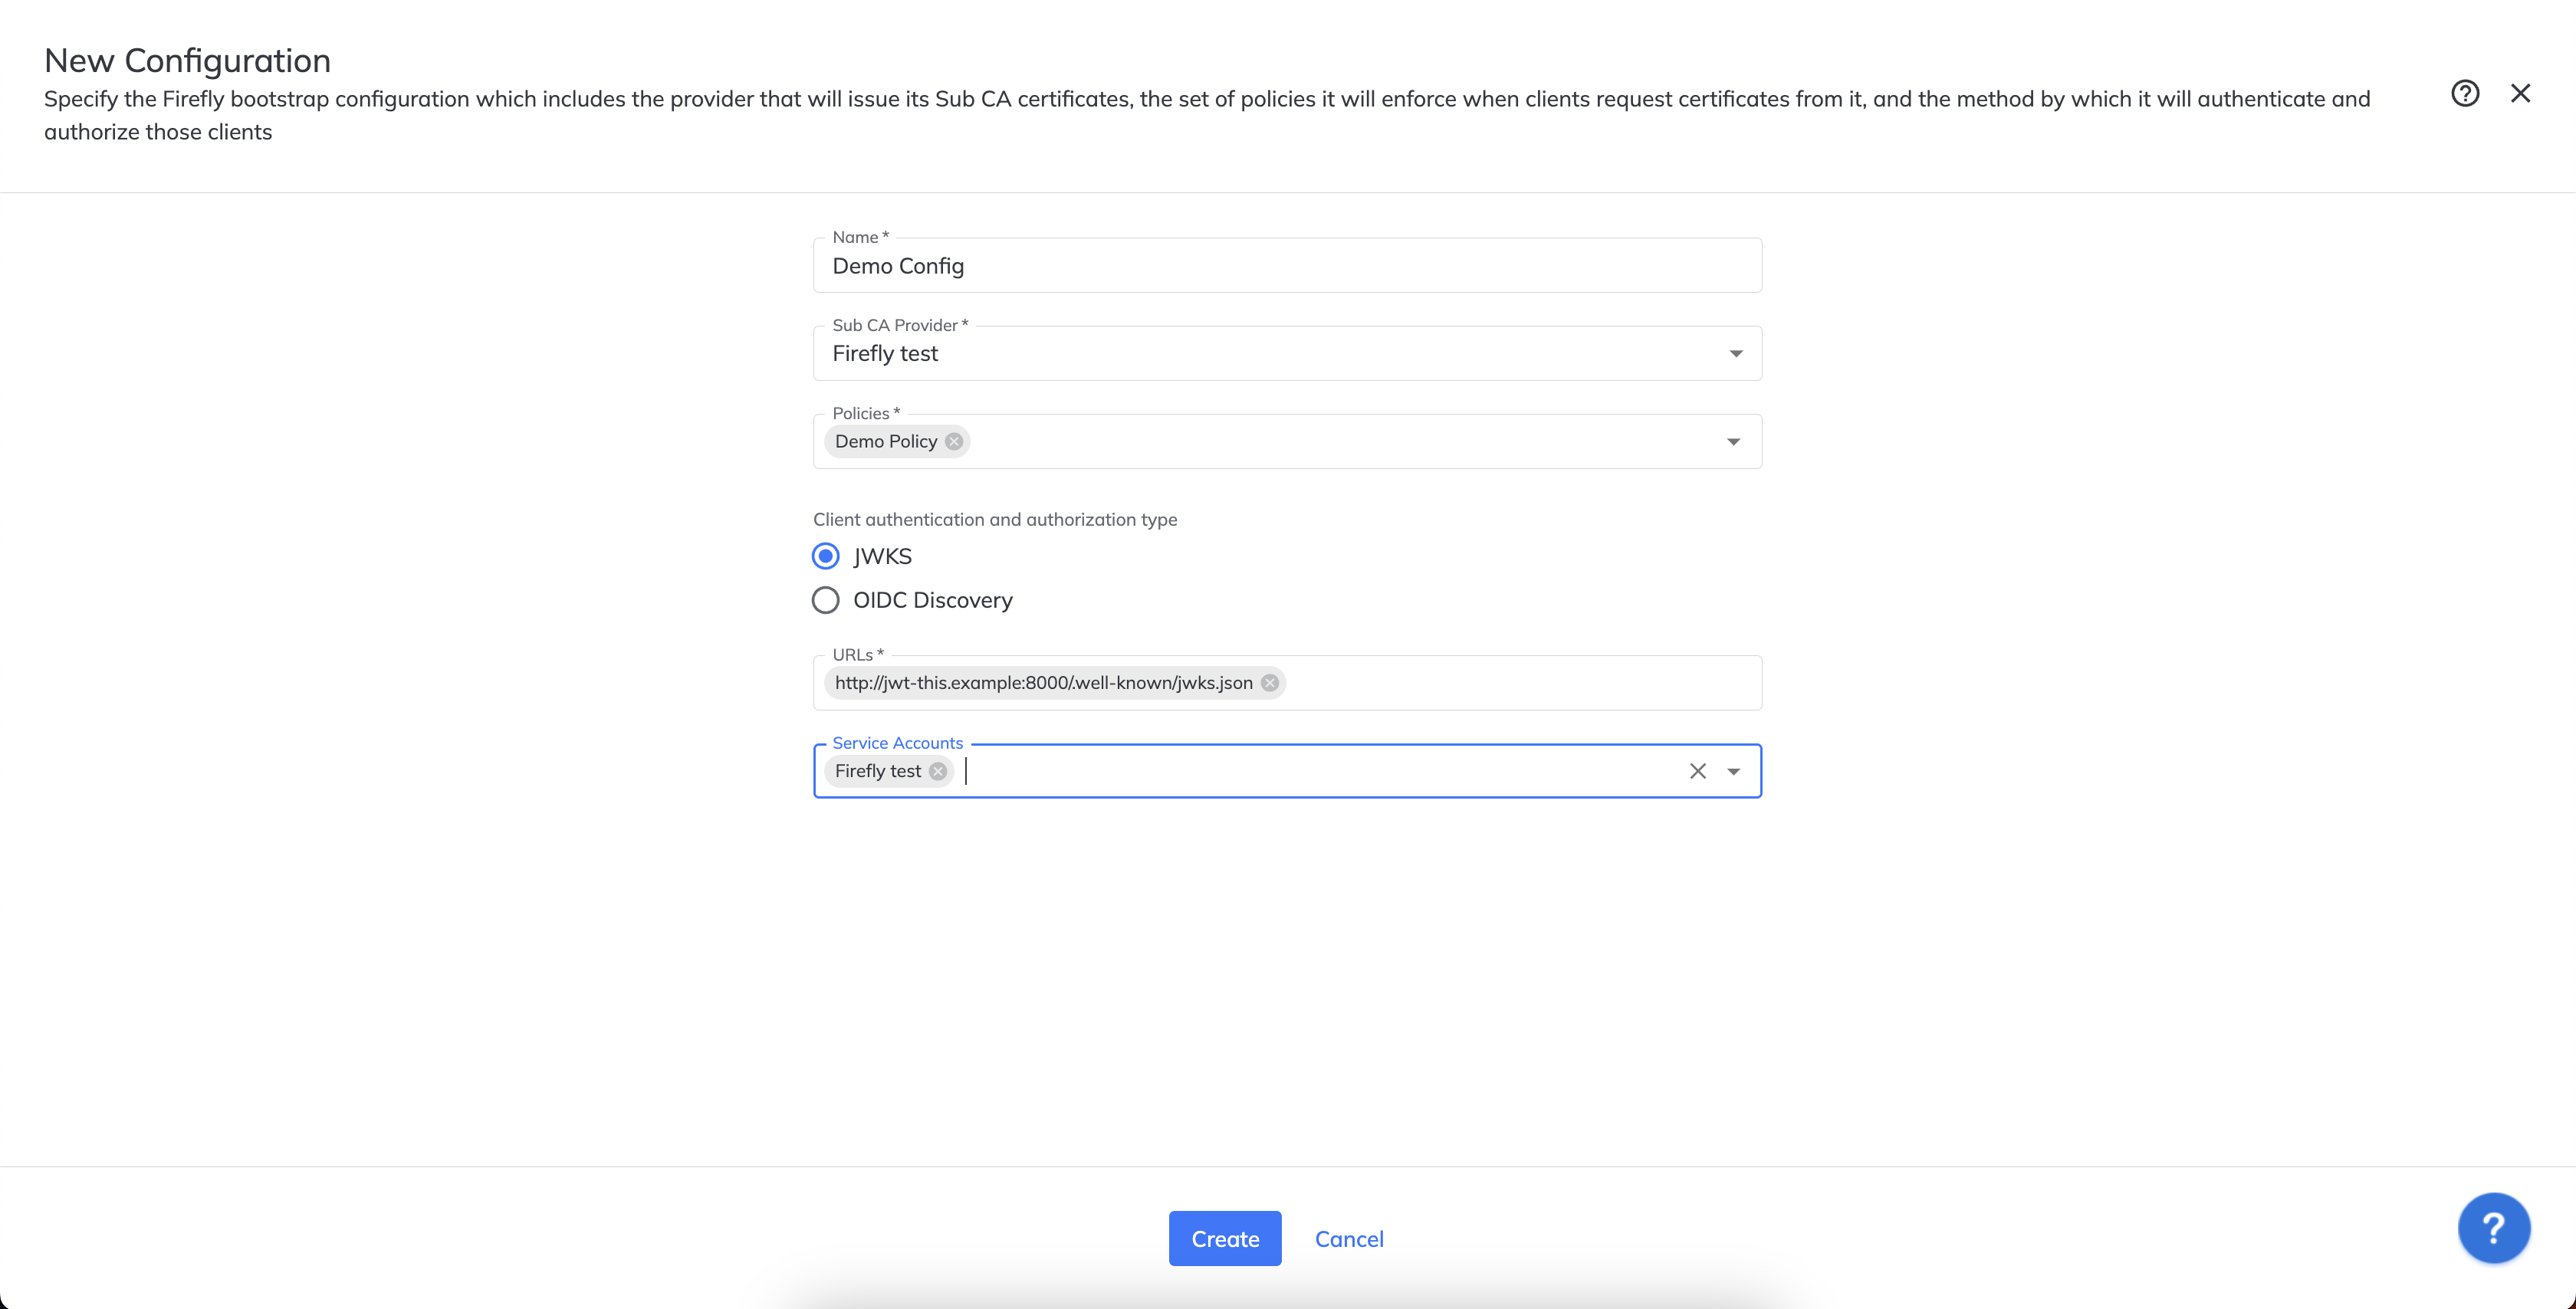 New Configuration
Specify the Firefly bootstrap configuration which includes the provider that will issue its Sub CA certificates, the set of policies it will enforce when clients request certificates from it, and the method by which it will authenticate and
authorize those clients
Name *
Demo Config
Sub CA Provider *
Firefly test
Policies *
Demo Policy
Client authentication and authorization type
JWKS
OIDC Discovery
URLs *
http://jwt-this.example:8000/.well-known/jwks.json
Service Accounts
Firefly test
Create Cancel
?